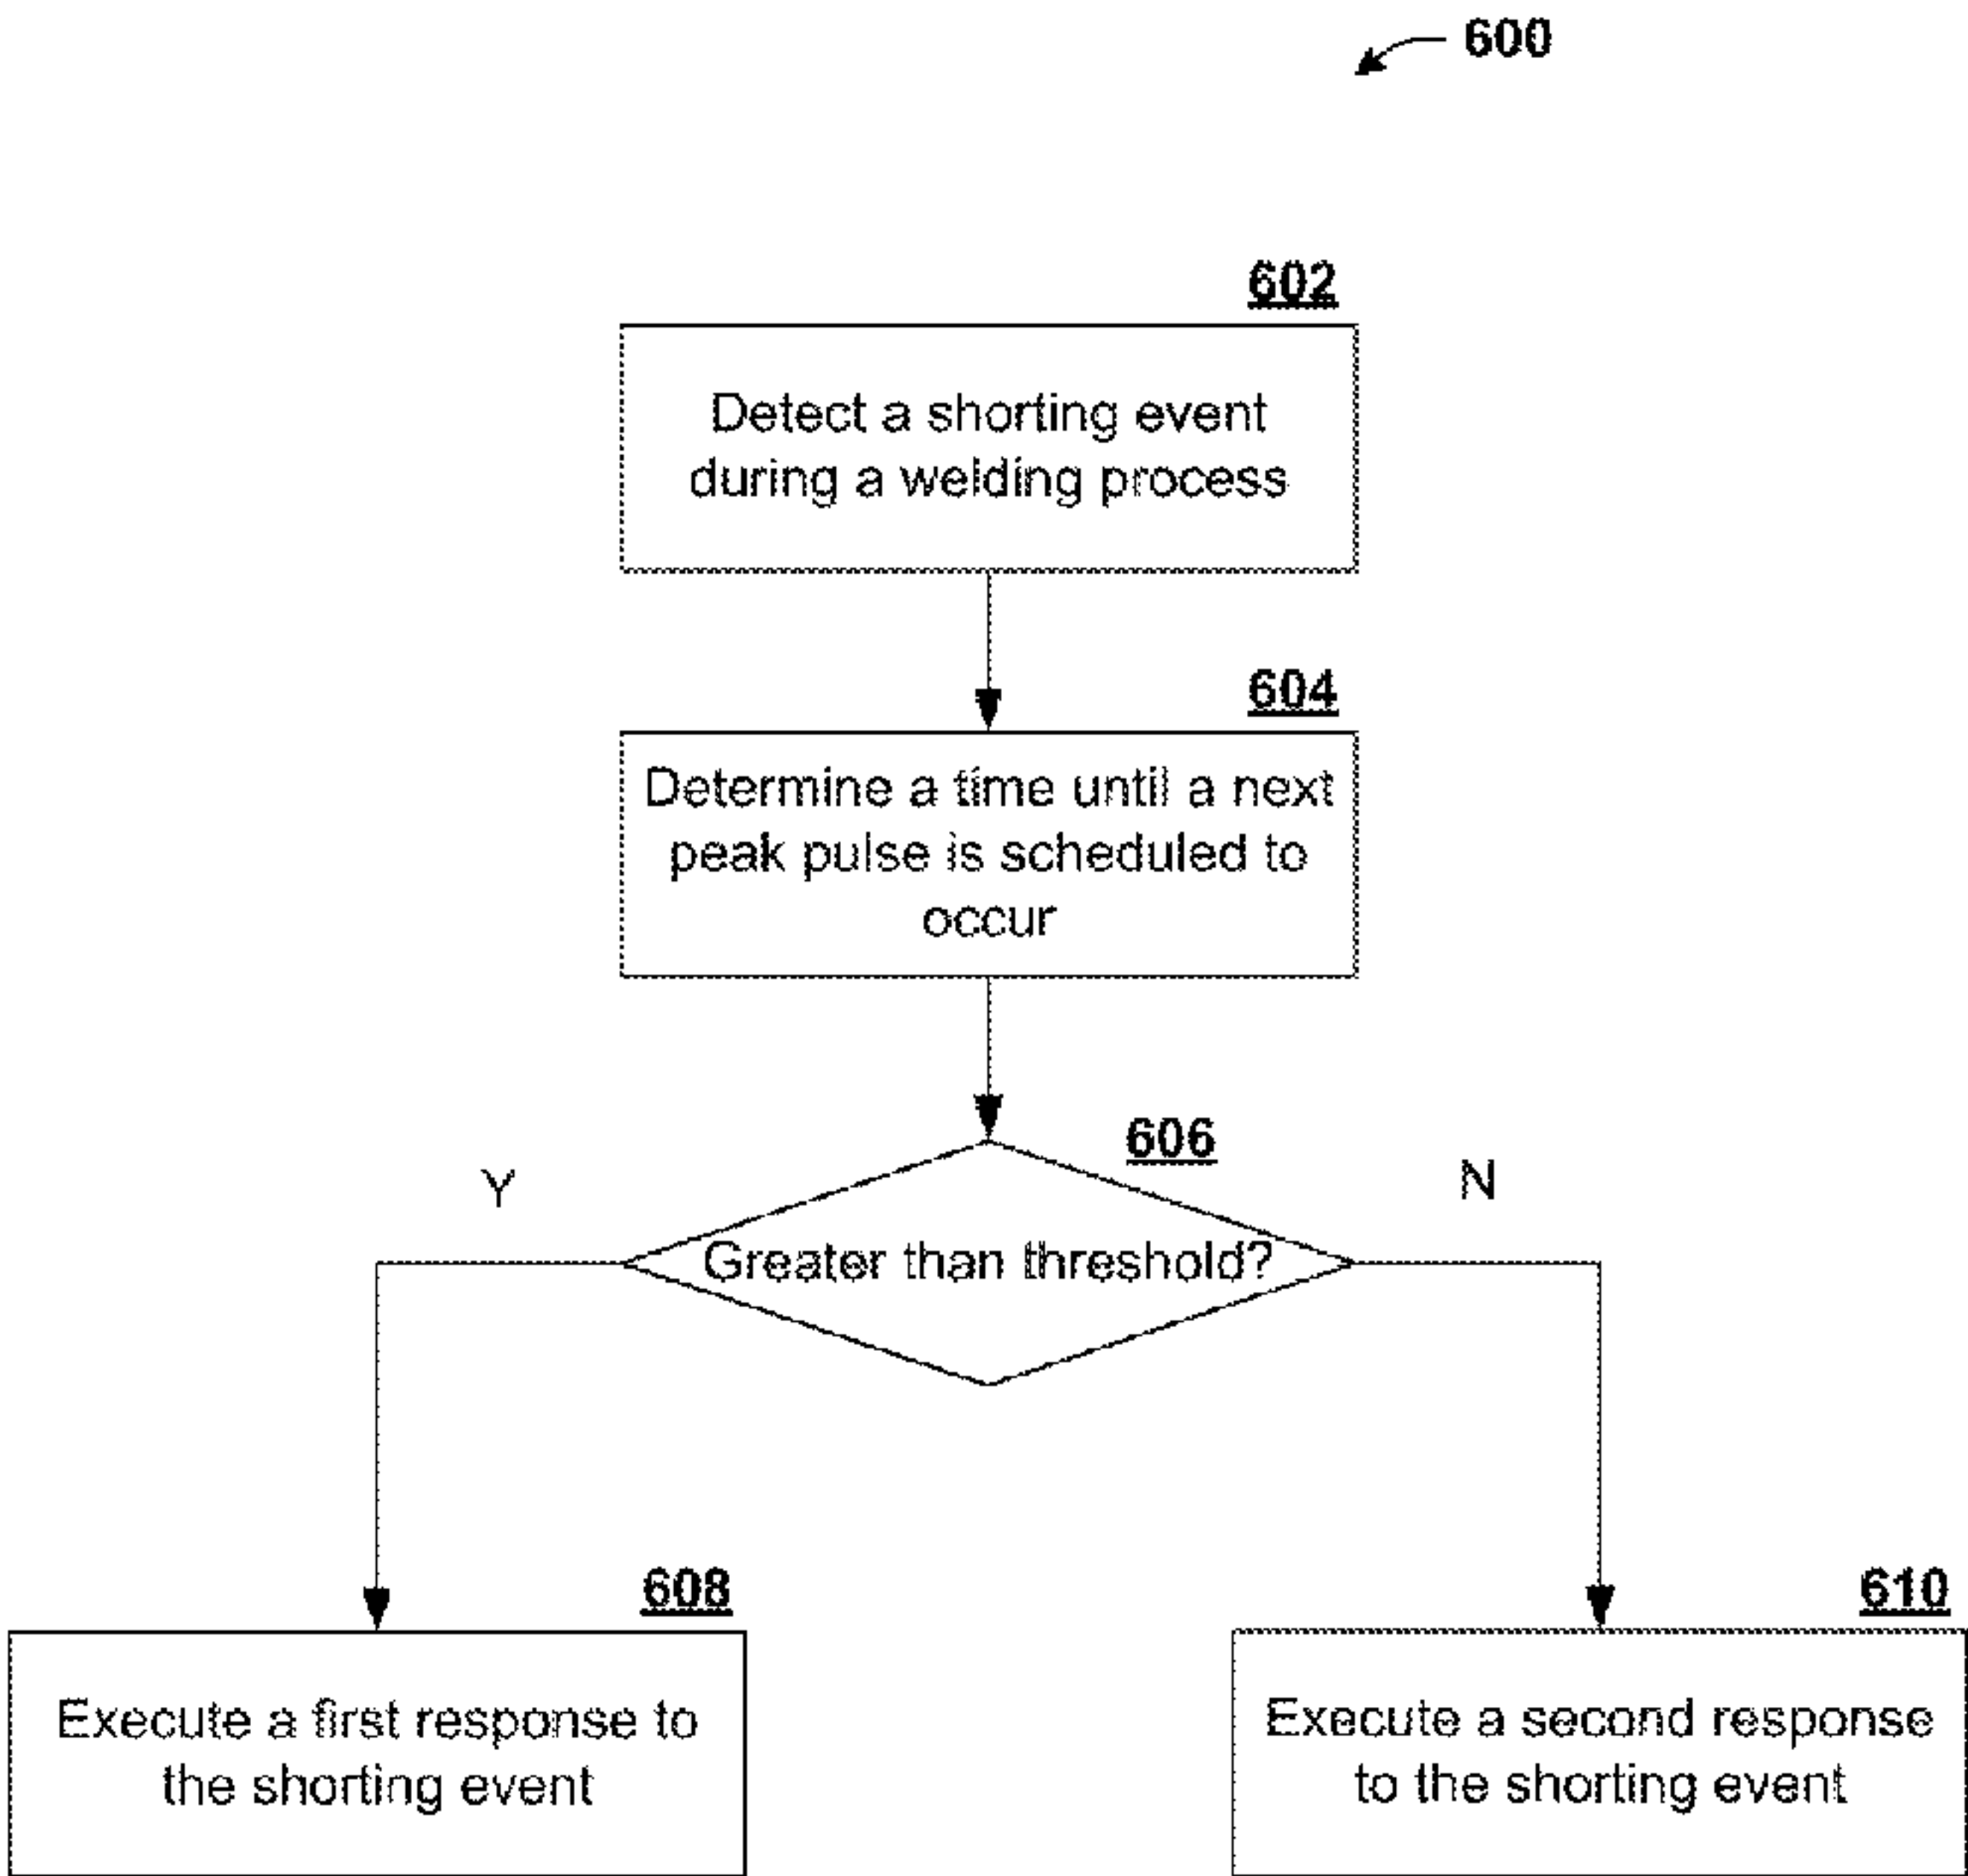 600
602
Detect a shorting event
during a welding process
604
Determine a time until a next
peak pulse is scheduled to
occur
606
Y
N
Greater than threshold?
608
610
Execute a first response to
the shorting event
Execute a second response
to the shorting event